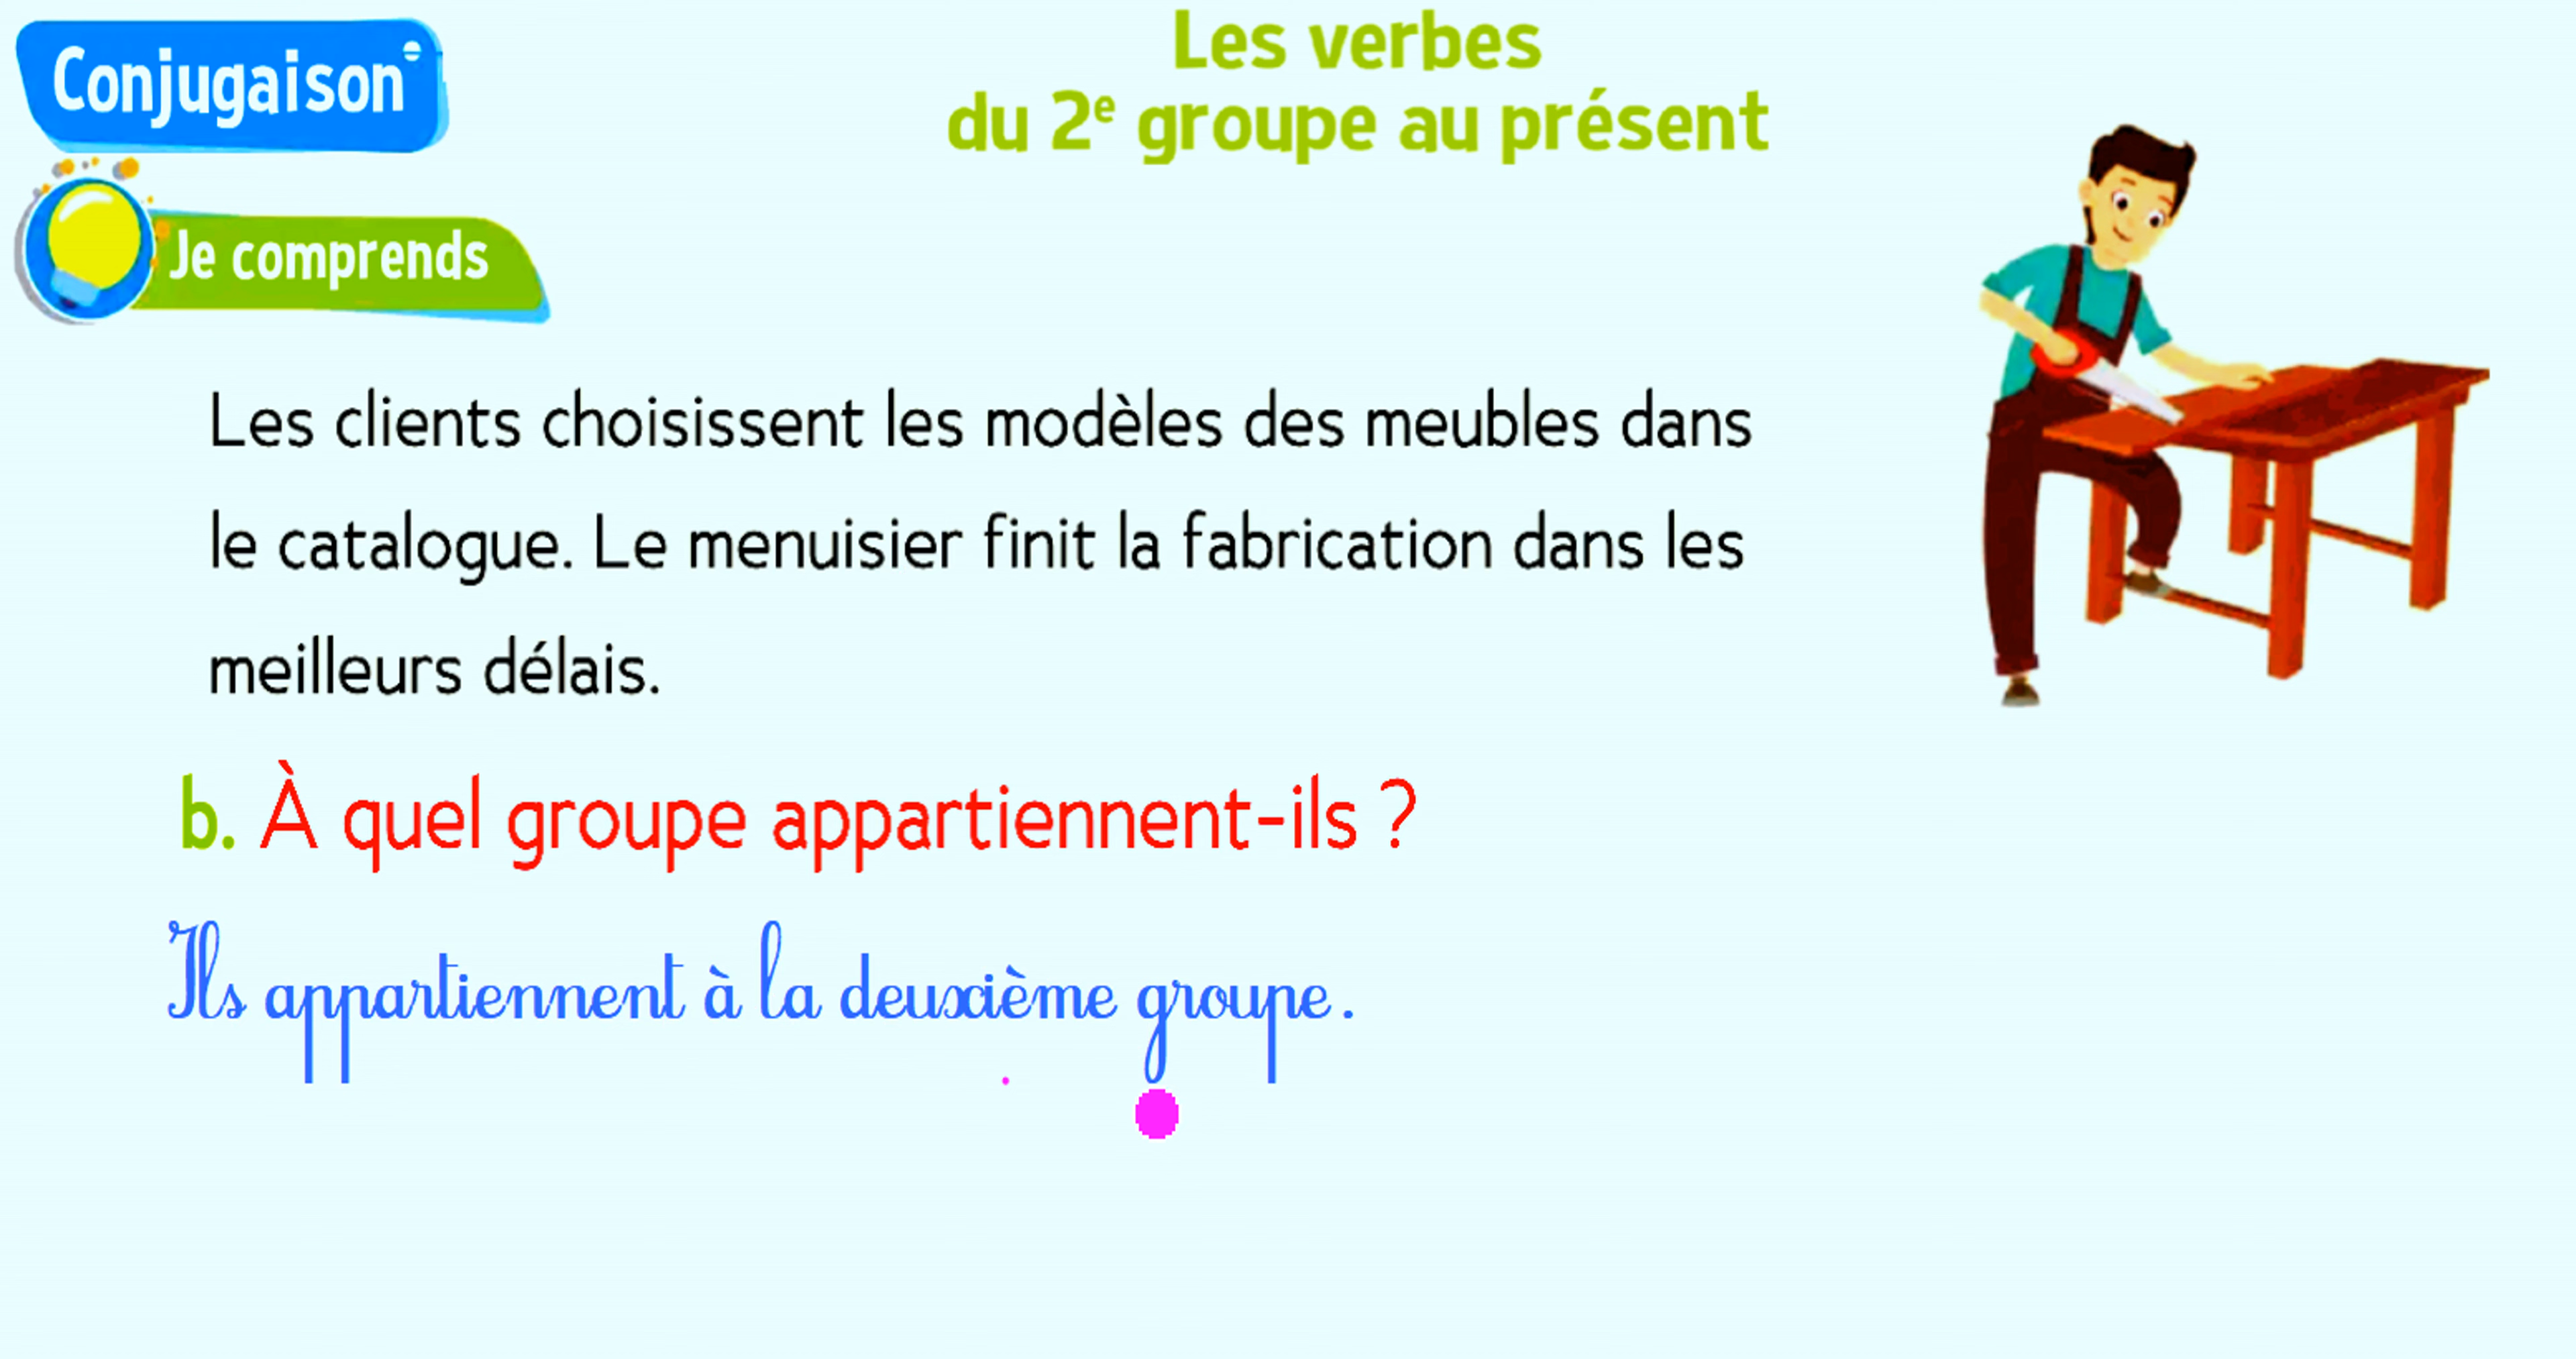 Conjugaison
Les verbes
du 2e groupe au présent
Je comprends
Les clients choisissent les modèles des meubles dans
le catalogue. Le menuisier finit la fabrication dans les
meilleurs délais.
b. À quel groupe appartiennent-ils ?
Ils appartiennent à la deuxième groupe.